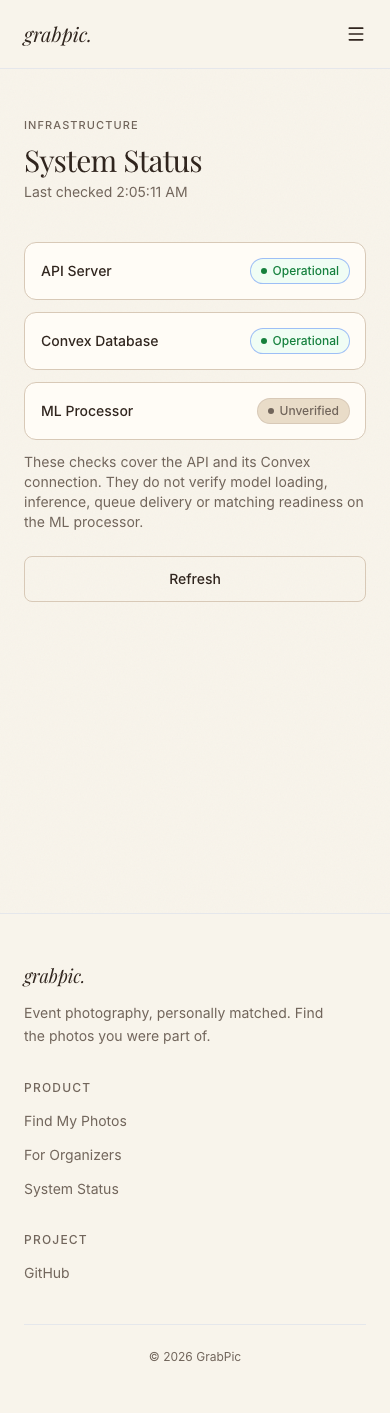 grabpic.
INFRASTRUCTURE
System Status
Last checked 2:05:11 AM
API Server
Operational
Convex Database
Operational
ML Processor
Unverified
These checks cover the API and its Convex
connection. They do not verify model loading,
inference, queue delivery or matching readiness on
the ML processor.
Refresh
grabpic.
Event photography, personally matched. Find
the photos you were part of.
PRODUCT
Find My Photos
For Organizers
System Status
PROJECT
GitHub
© 2026 GrabPic